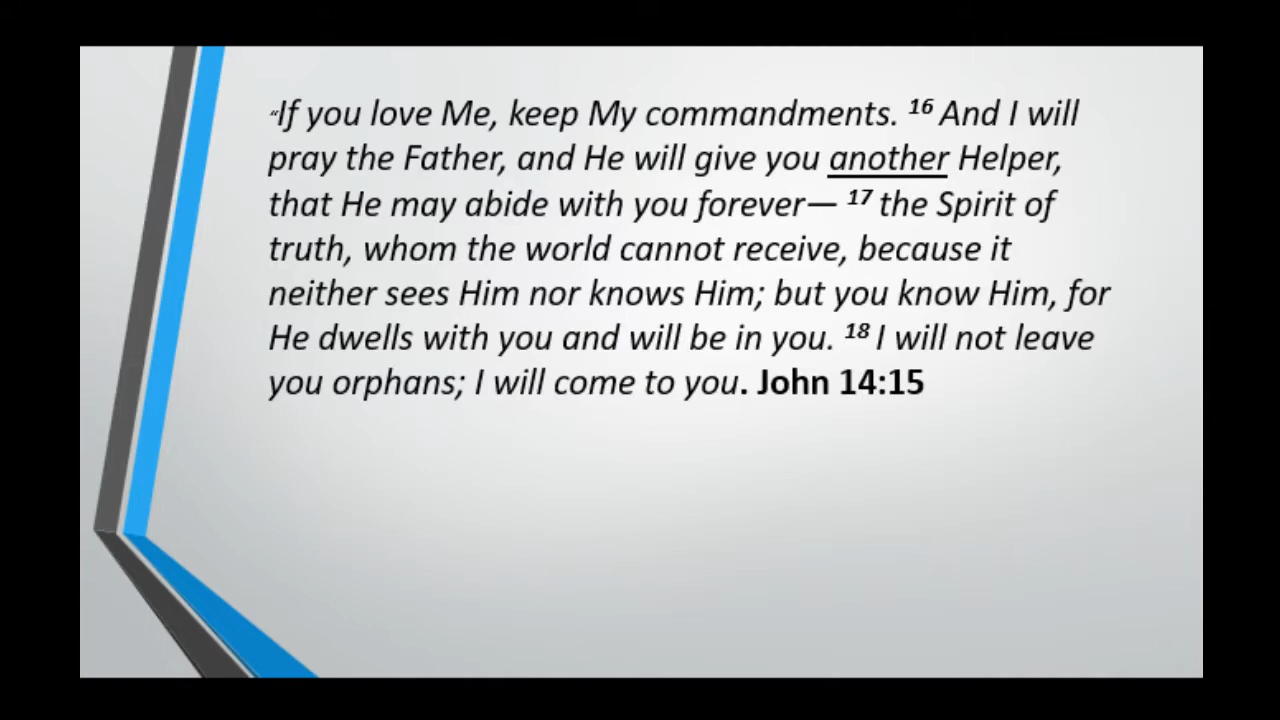 “If you love Me, keep My commandments. 16 And I will
pray the Father, and He will give you another Helper,
that He may abide with you forever— 17 the Spirit of
truth, whom the world cannot receive, because it
neither sees Him nor knows Him; but you know Him, for
He dwells with you and will be in you. 18 I will not leave
you orphans; I will come to you. John 14:15